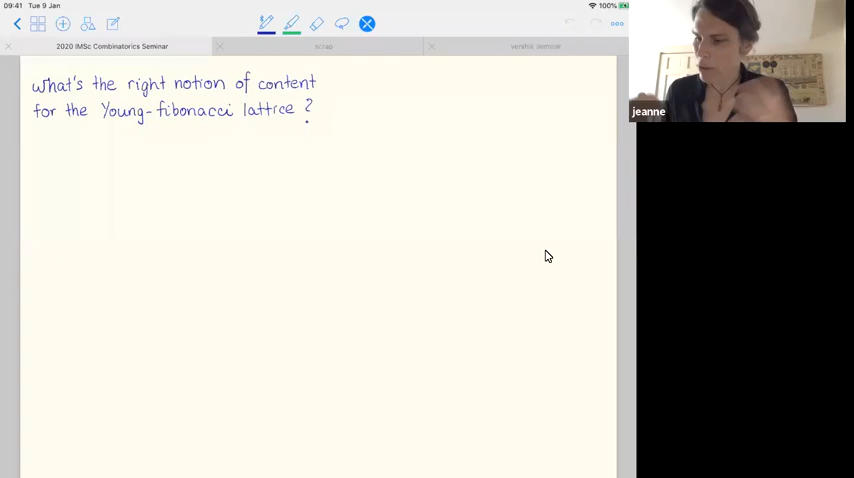 09:41 Tue 9 Jan
100%
2020 IMSc Combinatorics Seminar
scrap
jeanne
what's the right notion of content
for the Young-fibonacci lattice ?